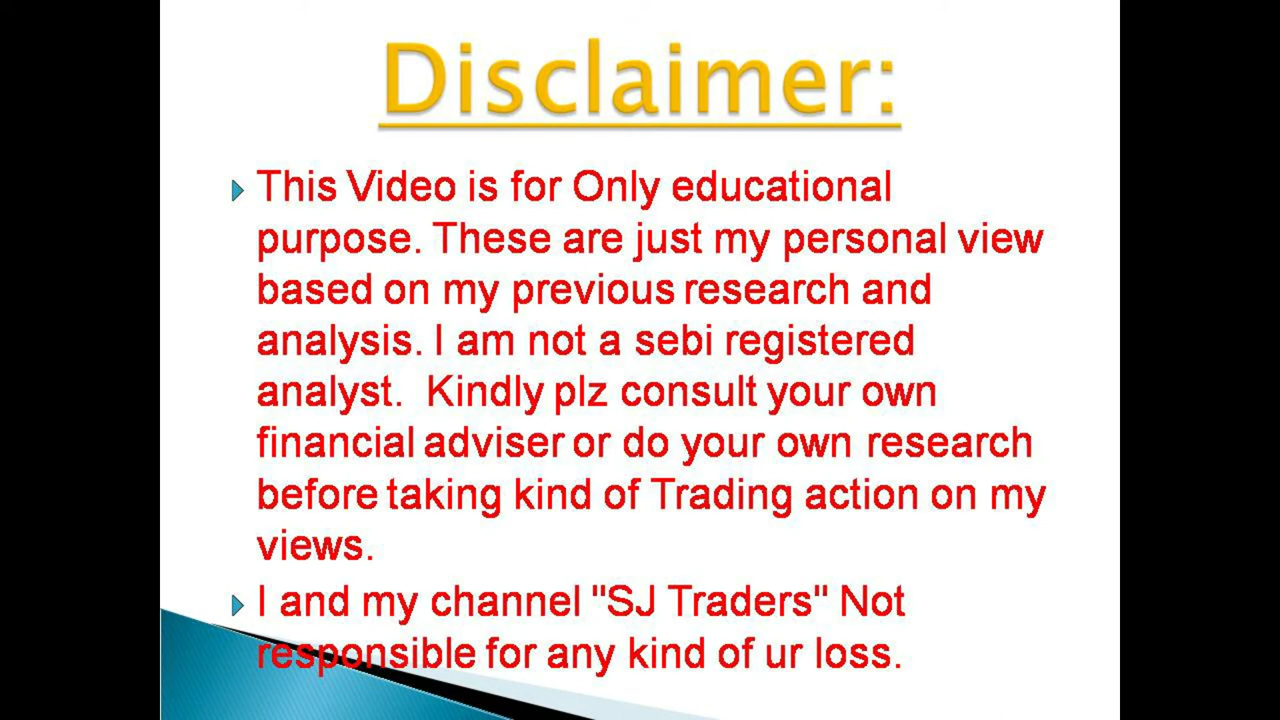 Disclaimer:
This Video is for Only educational
purpose. These are just my personal view
based on my previous research and
analysis. I am not a sebi registered
analyst.  Kindly plz consult your own
financial adviser or do your own research
before taking kind of Trading action on my
views.
I and my channel "SJ Traders" Not
responsible for any kind of ur loss.